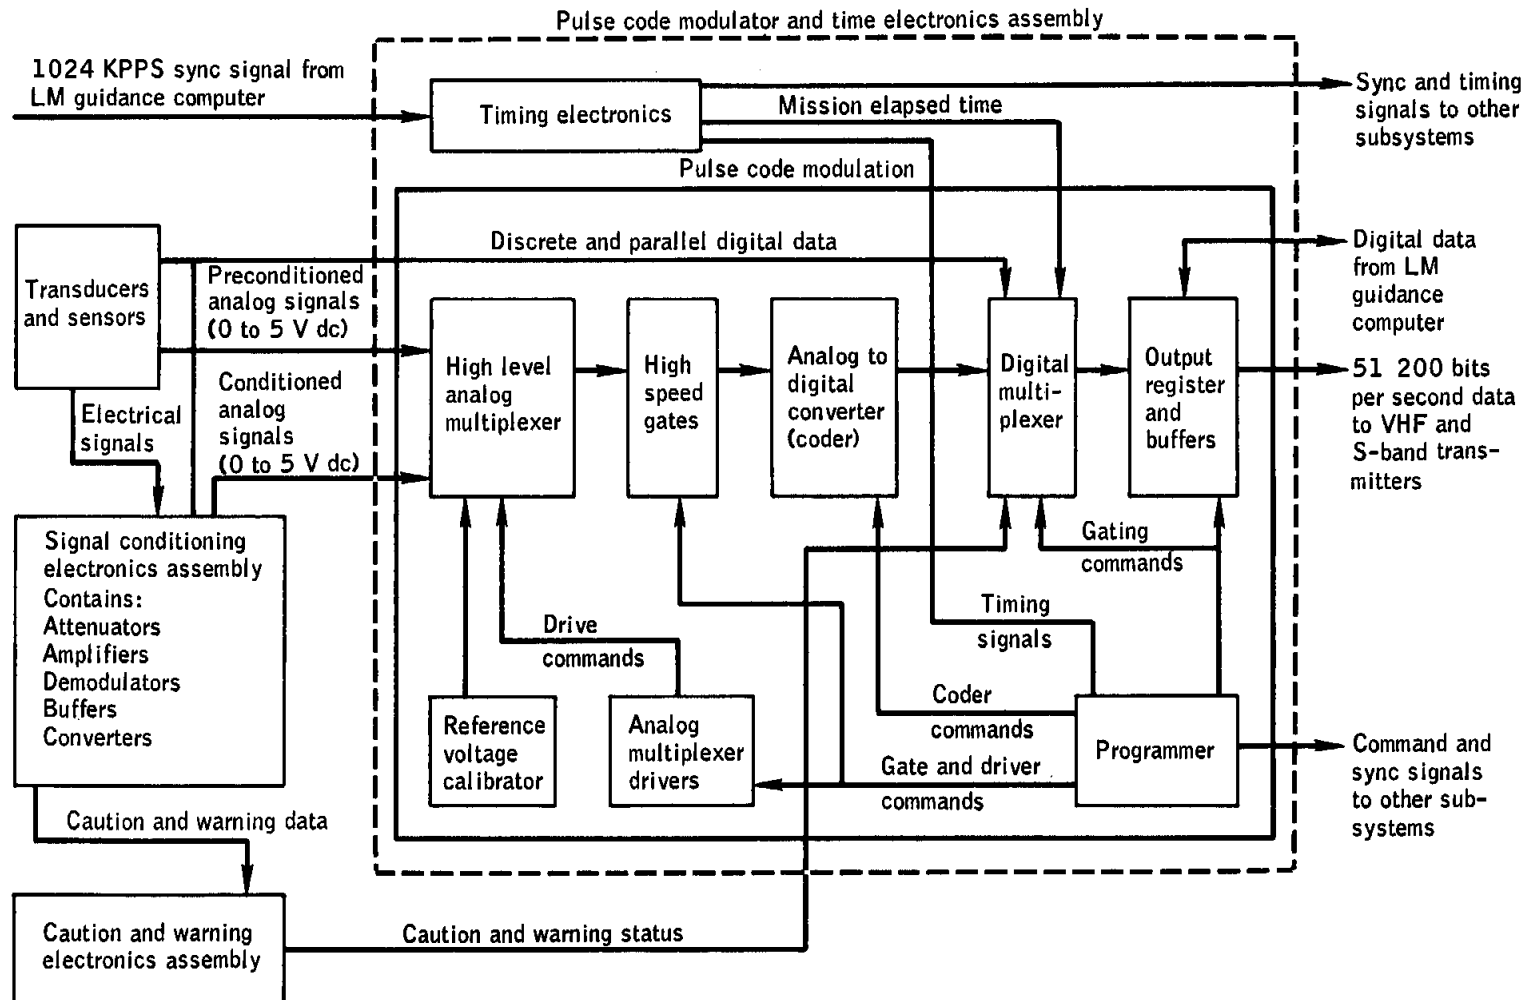 Pulse code modulator and time electronics assembly
1024 KPPS sync signal from
LM guidance computer
Timing electronics
Mission elapsed time
Sync and timing
signals to other
subsystems
Pulse code modulation
Transducers
and sensors
Discrete and parallel digital data
Preconditioned
analog signals
(0 to 5 V dc)
Digital data
from LM
guidance
computer
Electrical
signals
Conditioned
analog
signals
(0 to 5 V dc)
High level
analog
multiplexer
High
speed
gates
Analog to
digital
converter
(coder)
Digital
multi-
plexer
Output
register
and
buffers
51 200 bits
per second data
to VHF and
S-band trans-
mitters
Signal conditioning
electronics assembly
Contains:
Attenuators
Amplifiers
Demodulators
Buffers
Converters
Gating
commands
Drive
commands
Timing
signals
Reference
voltage
calibrator
Analog
multiplexer
drivers
Coder
commands
Gate and driver
commands
Programmer
Command and
sync signals
to other sub-
systems
Caution and warning data
Caution and warning
electronics assembly
Caution and warning status